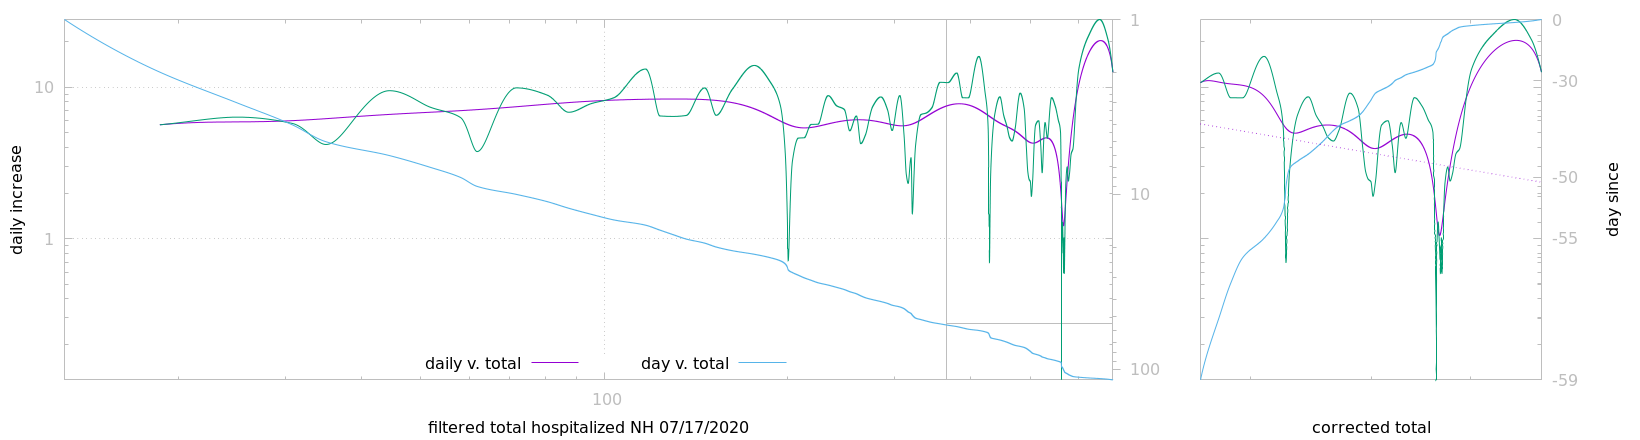 10
1
daily increase
daily v. total
day v. total
100
filtered total hospitalized NH 07/17/2020
1
10
100
0
-30
-50
-55
-59
day since
corrected total